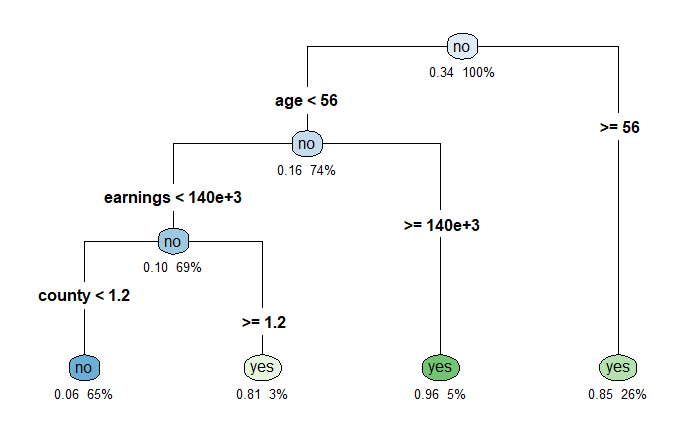 no
0.34 100%
age < 56
>= 56
no
0.16 74%
earnings < 140e+3
>= 140e+3
no
0.10 69%
county < 1.2
>= 1.2
no
yes
yes
yes
0.06 65%
0.81 3%
0.96 5%
0.85 26%